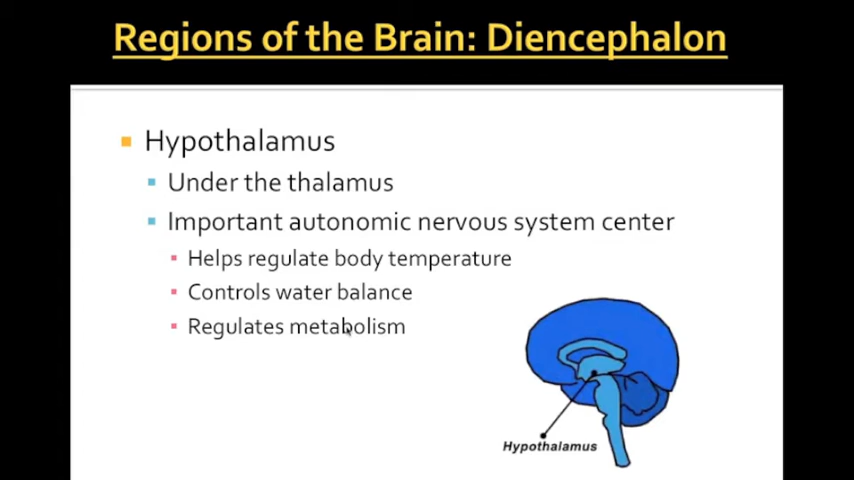 Regions of the Brain: Diencephalon
Hypothalamus
Under the thalamus
Important autonomic nervous system center
Helps regulate body temperature
Controls water balance
Regulates metabolism
Hypothalamus